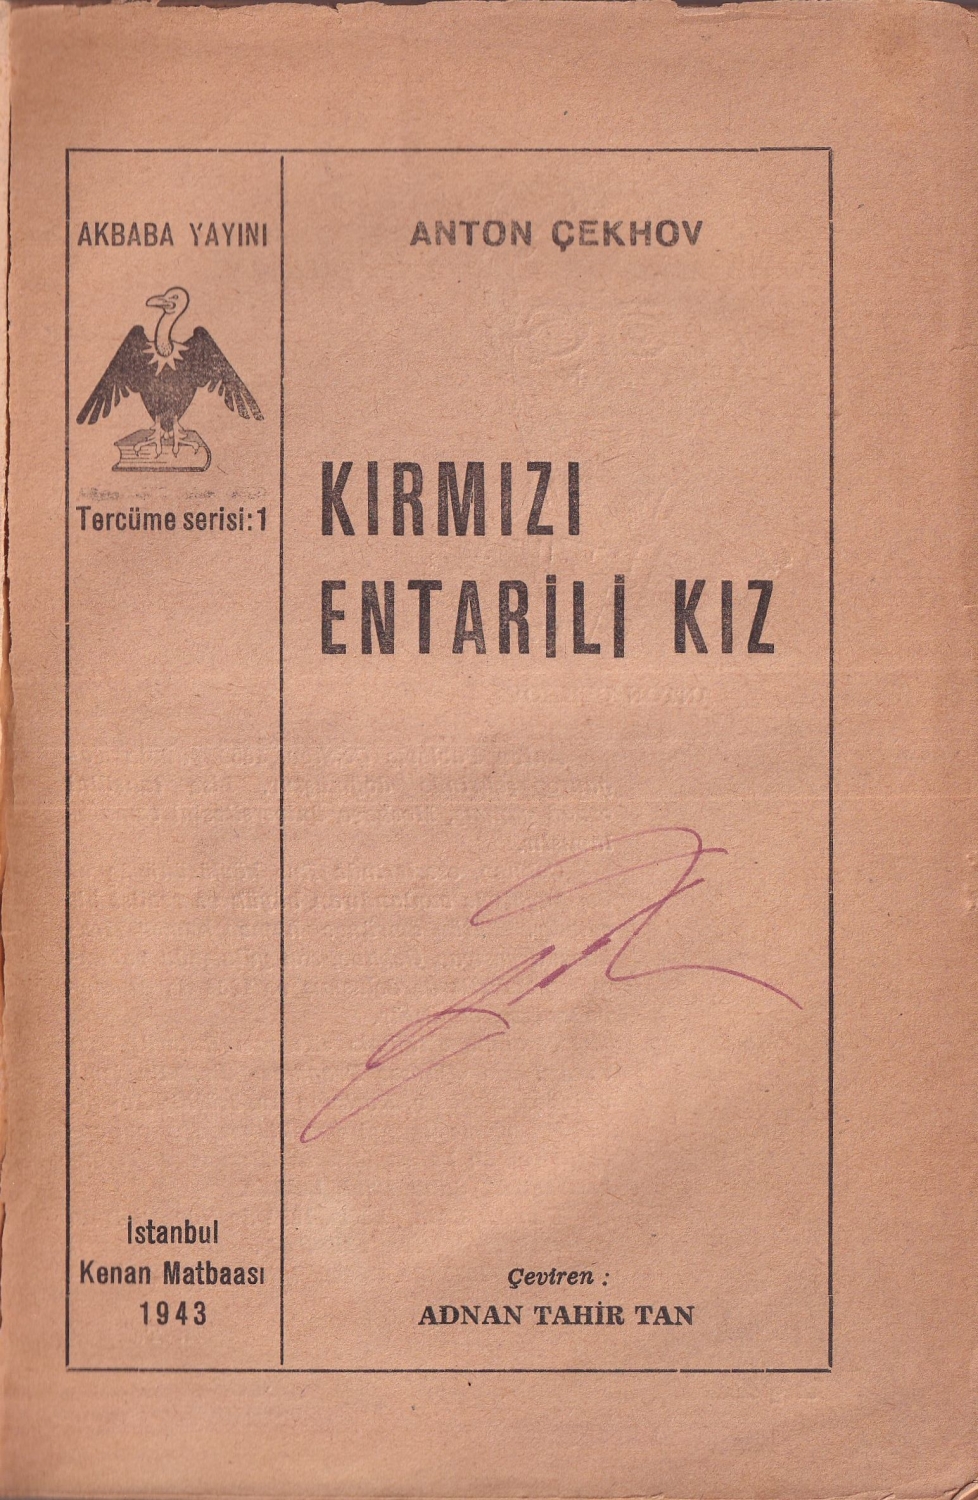 AKBABA YAYINI
Tercüme serisi:1
İstanbul
Kenan Matbaası
1943
ANTON ÇEKHOV
KIRMIZI
ENTARİLİ KIZ
Çeviren :
ADNAN TAHİR TAN